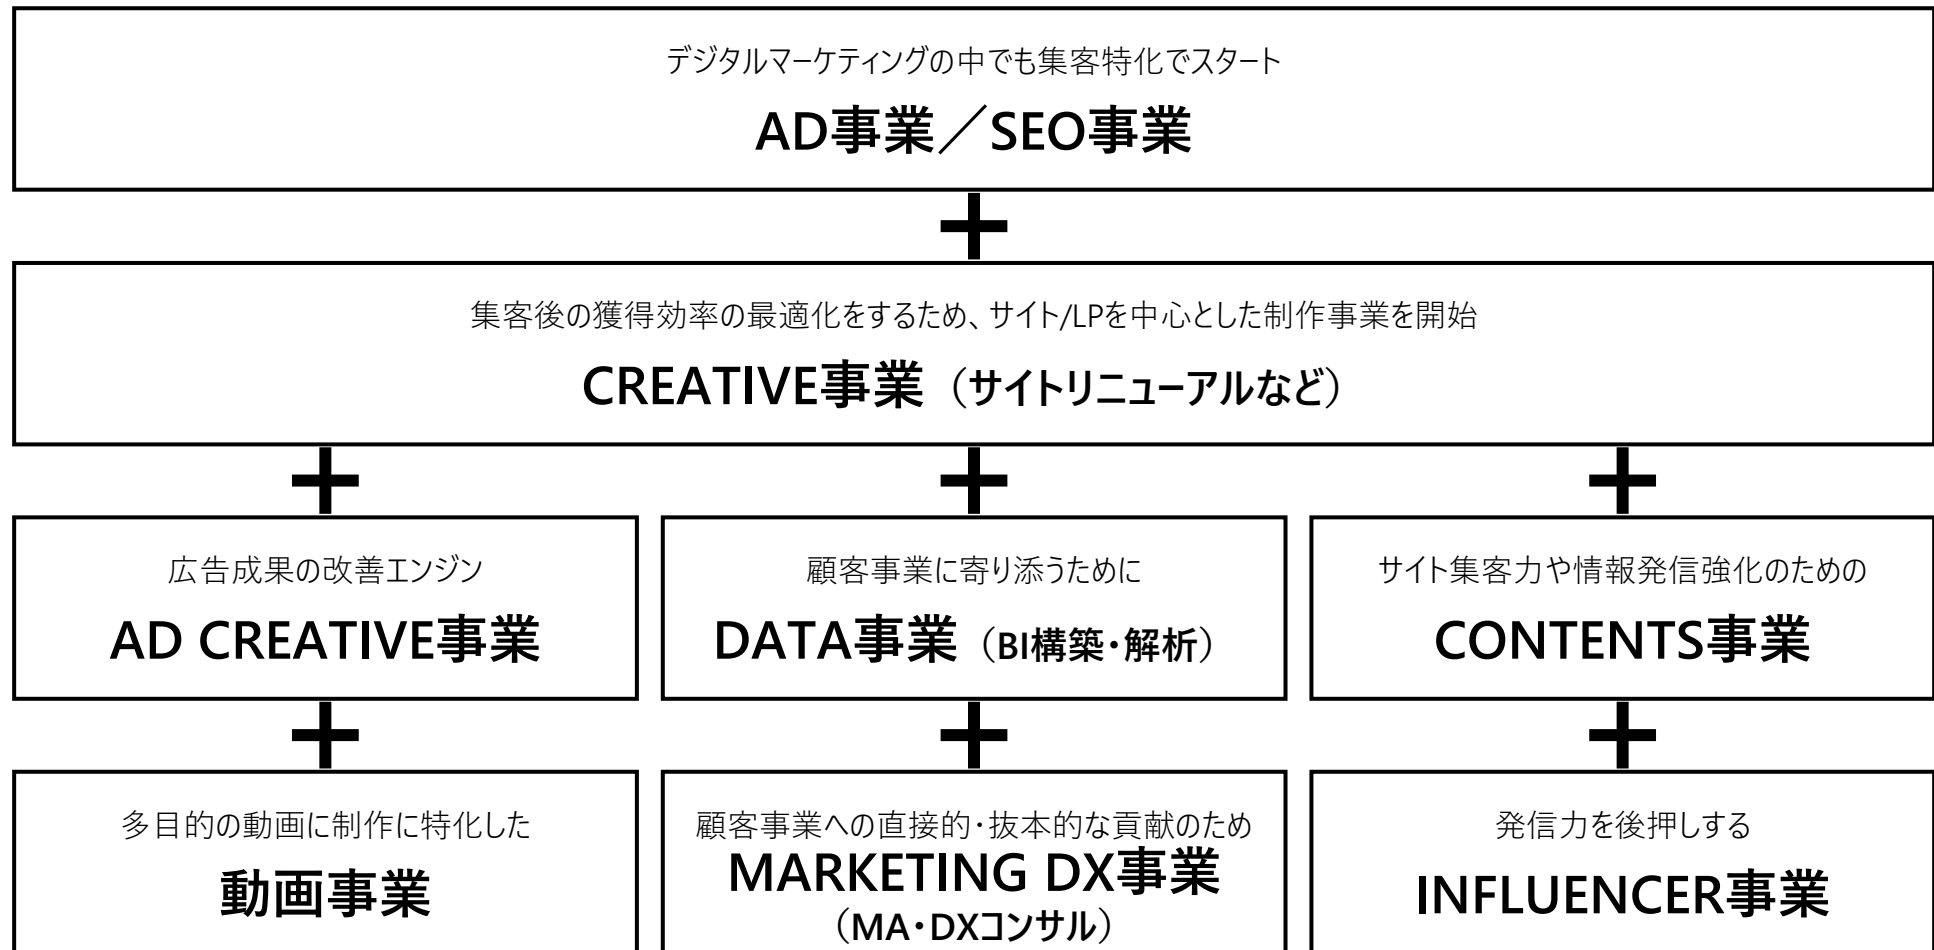 デジタルマーケティングの中でも集客特化でスタート
AD事業／SEO事業
集客後の獲得効率の最適化をするため、サイト/LPを中心とした制作事業を開始
CREATIVE事業（サイトリニューアルなど）
広告成果の改善エンジン
AD CREATIVE事業
顧客事業に寄り添うために
DATA事業（BI構築・解析）
サイト集客力や情報発信強化のための
CONTENTS事業
多目的の動画に制作に特化した
動画事業
顧客事業への直接的・抜本的な貢献のため
MARKETING DX事業
（MA・DXコンサル）
発信力を後押しする
INFLUENCER事業